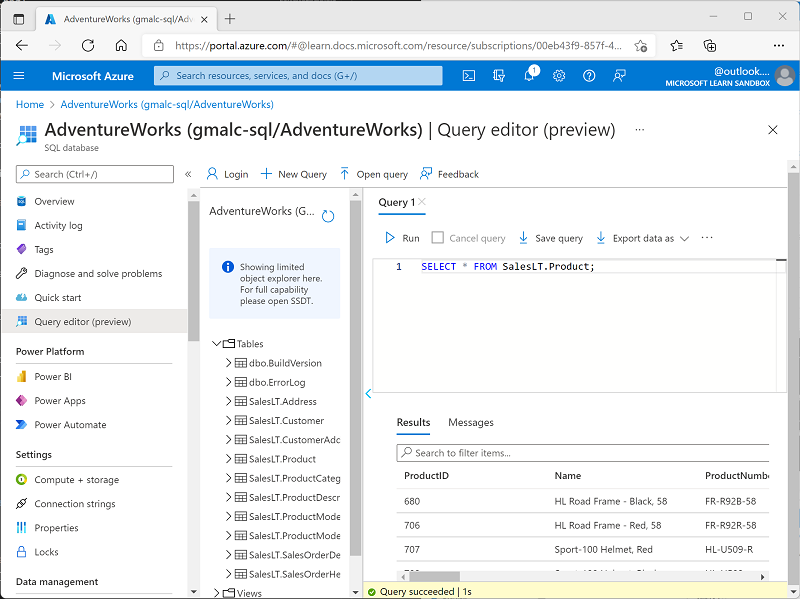 AdventureWorks (gmalc-sql/Adv
https://portal.azure.com/#@learn.docs.microsoft.com/resource/subscriptions/00eb43f9-857f-4...
Microsoft Azure
Search resources, services, and docs (G+/)
1
@outlook....
MICROSOFT LEARN SANDBOX
Home > AdventureWorks (gmalc-sql/AdventureWorks)
AdventureWorks (gmalc-sql/AdventureWorks) | Query editor (preview) ...
SQL database
Search (Ctrl+/)
Overview
Activity log
Tags
Diagnose and solve problems
Quick start
Query editor (preview)
Power Platform
Power BI
Power Apps
Power Automate
Settings
Compute + storage
Connection strings
Properties
Locks
Data management
Login
New Query
Open query
Feedback
AdventureWorks (G...
Showing limited
object explorer here.
For full capability
please open SSDT.
Tables
dbo.BuildVersion
dbo.ErrorLog
SalesLT.Address
SalesLT.Customer
SalesLT.CustomerAdd
SalesLT.Product
SalesLT.ProductCateg
SalesLT.ProductDescr
SalesLT.ProductMode
SalesLT.ProductMode
SalesLT.SalesOrderDe
SalesLT.SalesOrderHe
Views
Query 1
Run
Cancel query
Save query
Export data as
...
1 SELECT * FROM SalesLT.Product;
Results Messages
Search to filter items...
ProductID Name ProductNumbe
680 HL Road Frame - Black, 58 FR-R92B-58
706 HL Road Frame - Red, 58 FR-R92R-58
707 Sport-100 Helmet, Red HL-U509-R
Query succeeded | 1s